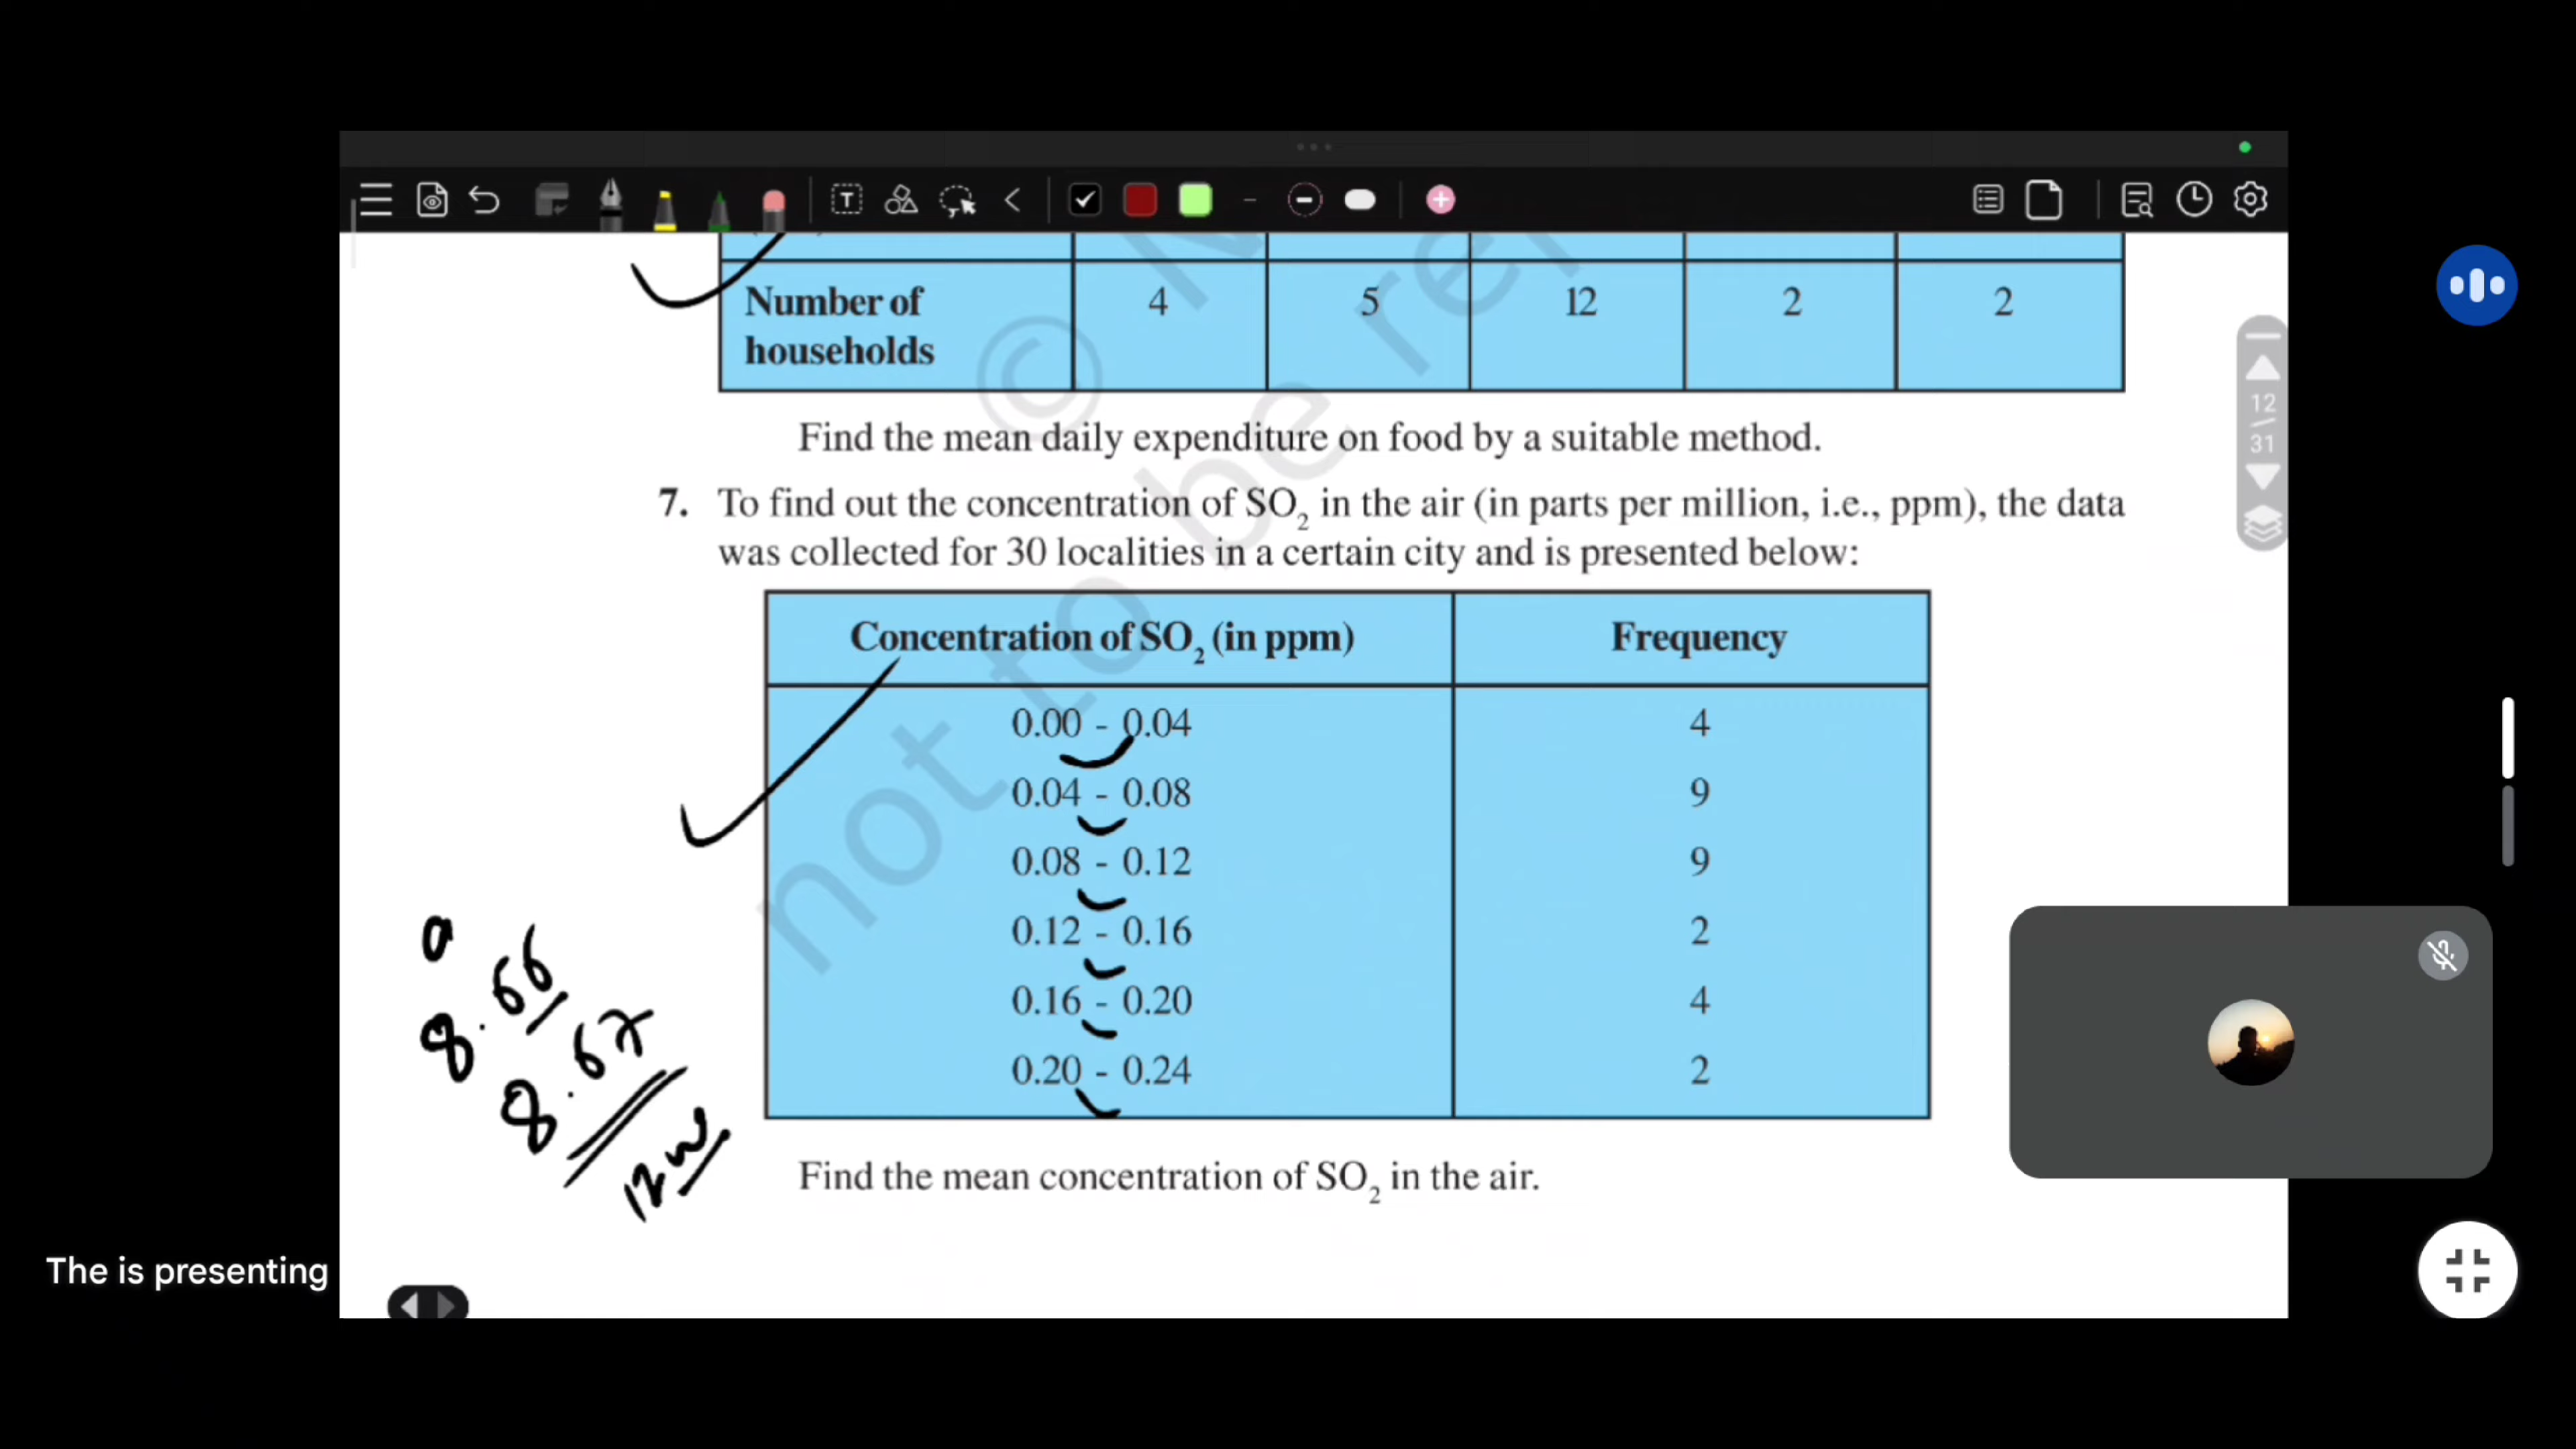 Number of
households
4 5 12 2 2
© N
not to be re
Find the mean daily expenditure on food by a suitable method.
7. To find out the concentration of SO₂ in the air (in parts per million, i.e., ppm), the data
was collected for 30 localities in a certain city and is presented below:
Concentration of SO₂ (in ppm) Frequency
0.00 - 0.04 4
0.04 - 0.08 9
0.08 - 0.12 9
0.12 - 0.16 2
0.16 - 0.20 4
0.20 - 0.24 2
Find the mean concentration of SO₂ in the air.
8.66
8.67
12
31
The is presenting
T